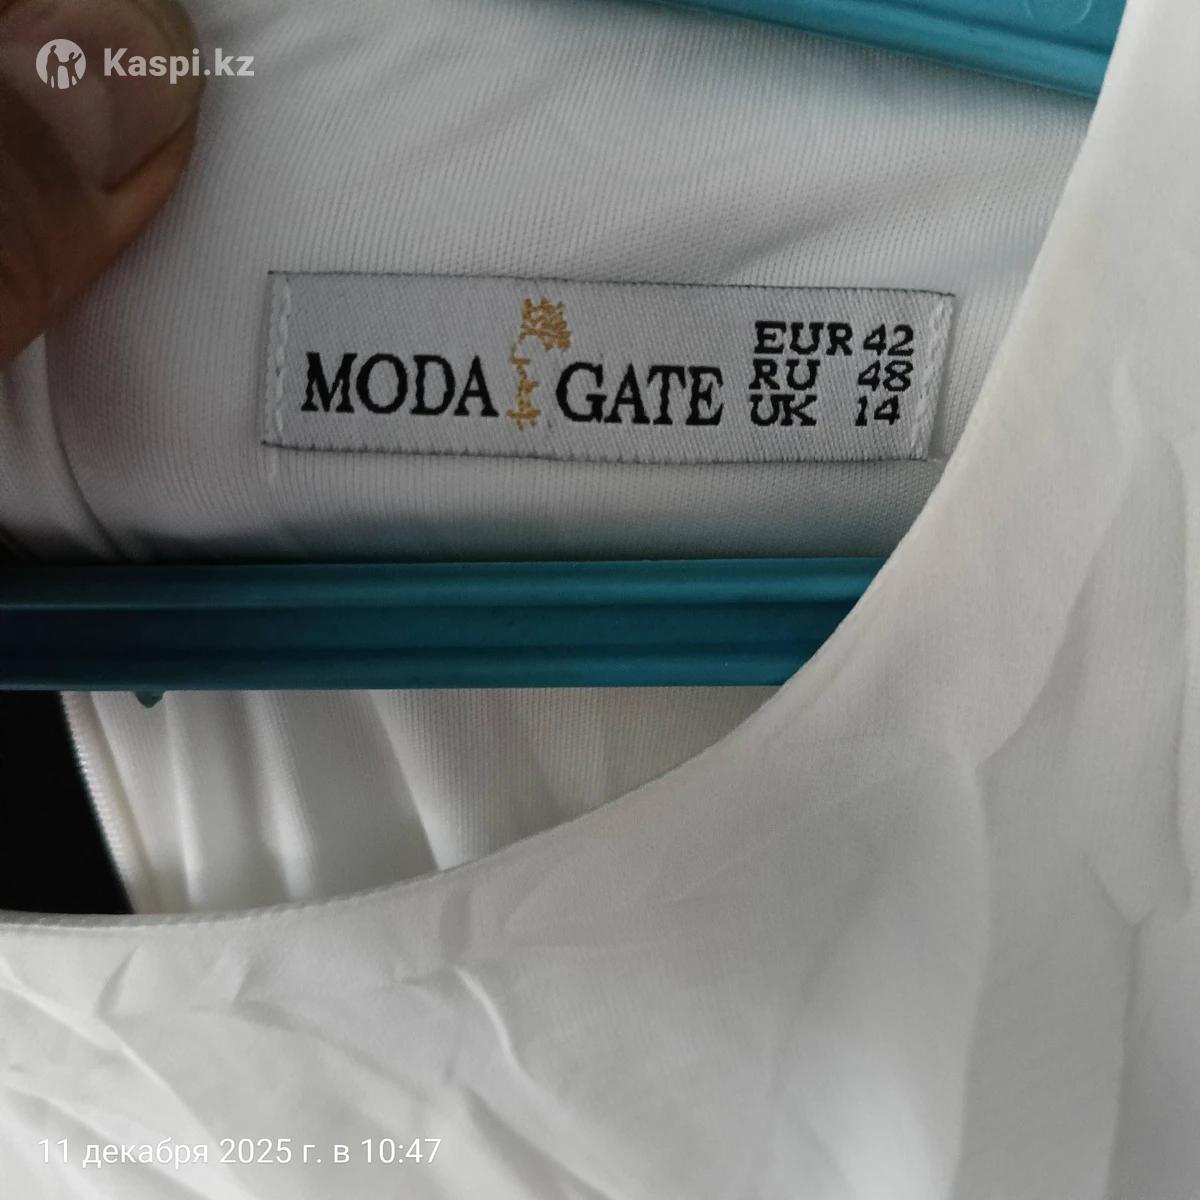 Kaspi.kz
MODA GATE
EUR 42
RU 48
UK 14
11 декабря 2025 г. в 10:47